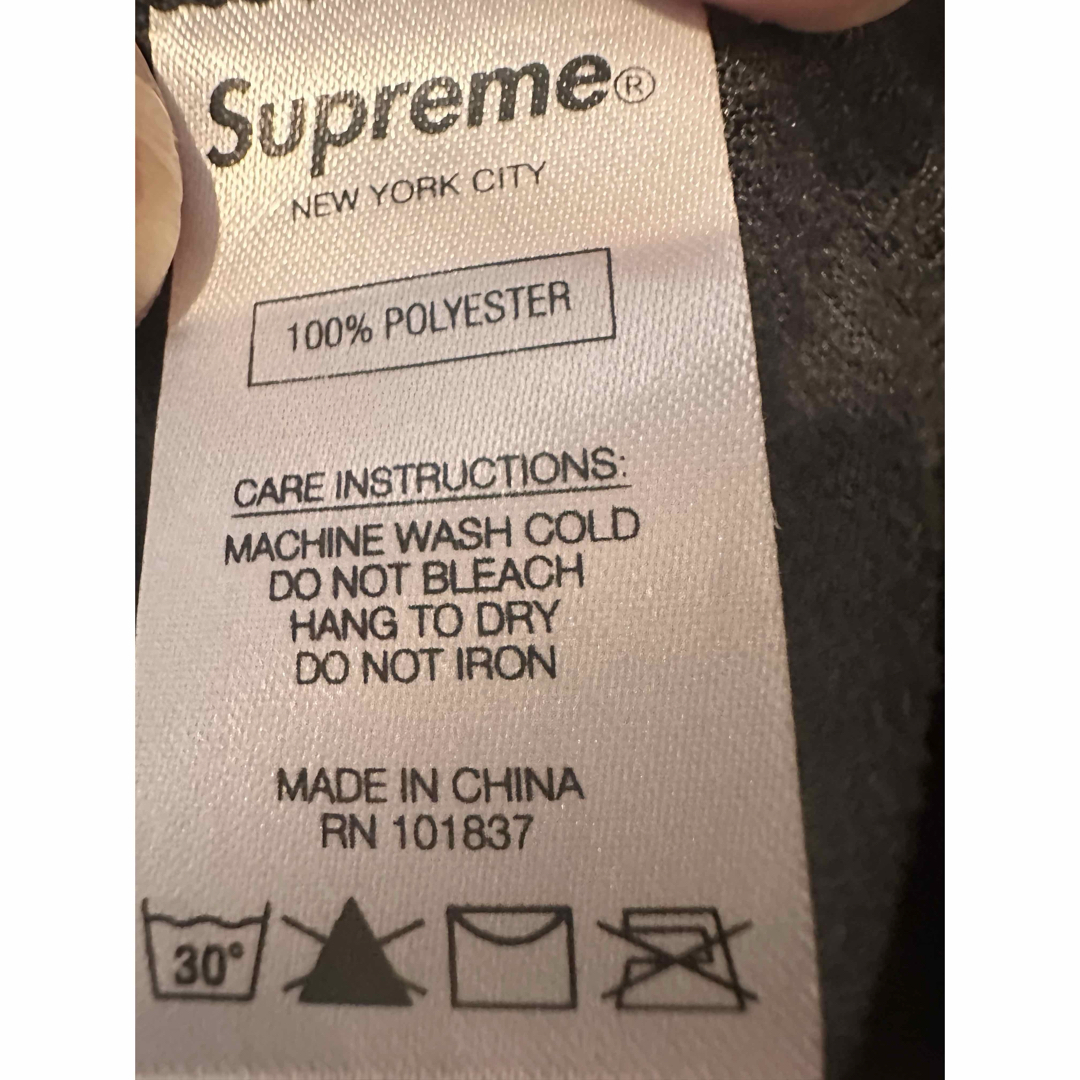 Supreme®
NEW YORK CITY
100% POLYESTER
CARE INSTRUCTIONS:
MACHINE WASH COLD
DO NOT BLEACH
HANG TO DRY
DO NOT IRON
MADE IN CHINA
RN 101837
30°